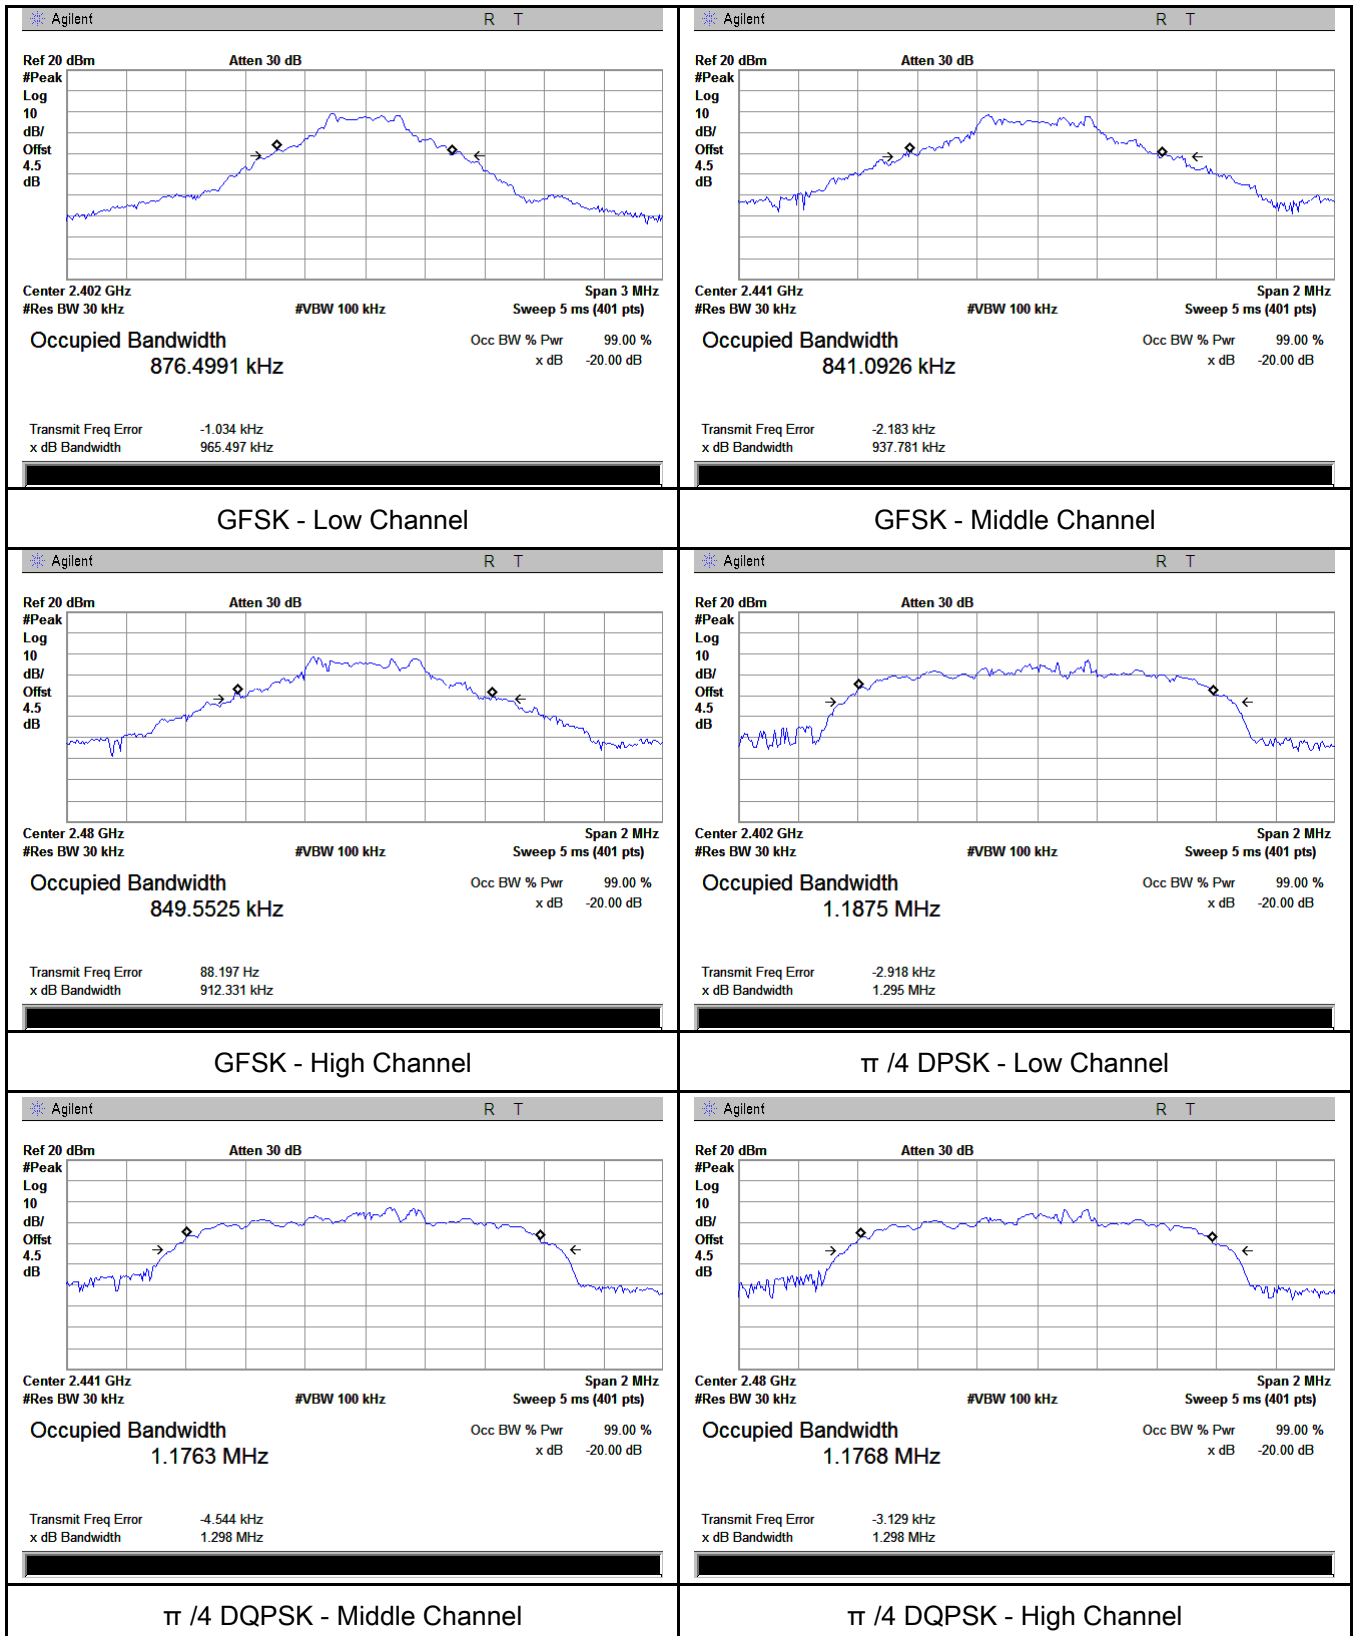 Agilent R T
Ref 20 dBm Atten 30 dB
#Peak
Log
10
dB/
Offst
4.5
dB
Center 2.402 GHz Span 3 MHz
#Res BW 30 kHz #VBW 100 kHz Sweep 5 ms (401 pts)
Occupied Bandwidth Occ BW % Pwr 99.00 %
876.4991 kHz x dB -20.00 dB
Transmit Freq Error -1.034 kHz
x dB Bandwidth 965.497 kHz
GFSK - Low Channel
Agilent R T
Ref 20 dBm Atten 30 dB
#Peak
Log
10
dB/
Offst
4.5
dB
Center 2.441 GHz Span 2 MHz
#Res BW 30 kHz #VBW 100 kHz Sweep 5 ms (401 pts)
Occupied Bandwidth Occ BW % Pwr 99.00 %
841.0926 kHz x dB -20.00 dB
Transmit Freq Error -2.183 kHz
x dB Bandwidth 937.781 kHz
GFSK - Middle Channel
Agilent R T
Ref 20 dBm Atten 30 dB
#Peak
Log
10
dB/
Offst
4.5
dB
Center 2.48 GHz Span 2 MHz
#Res BW 30 kHz #VBW 100 kHz Sweep 5 ms (401 pts)
Occupied Bandwidth Occ BW % Pwr 99.00 %
849.5525 kHz x dB -20.00 dB
Transmit Freq Error 88.197 Hz
x dB Bandwidth 912.331 kHz
GFSK - High Channel
Agilent R T
Ref 20 dBm Atten 30 dB
#Peak
Log
10
dB/
Offst
4.5
dB
Center 2.402 GHz Span 2 MHz
#Res BW 30 kHz #VBW 100 kHz Sweep 5 ms (401 pts)
Occupied Bandwidth Occ BW % Pwr 99.00 %
1.1875 MHz x dB -20.00 dB
Transmit Freq Error -2.918 kHz
x dB Bandwidth 1.295 MHz
π /4 DPSK - Low Channel
Agilent R T
Ref 20 dBm Atten 30 dB
#Peak
Log
10
dB/
Offst
4.5
dB
Center 2.441 GHz Span 2 MHz
#Res BW 30 kHz #VBW 100 kHz Sweep 5 ms (401 pts)
Occupied Bandwidth Occ BW % Pwr 99.00 %
1.1763 MHz x dB -20.00 dB
Transmit Freq Error -4.544 kHz
x dB Bandwidth 1.298 MHz
π /4 DQPSK - Middle Channel
Agilent R T
Ref 20 dBm Atten 30 dB
#Peak
Log
10
dB/
Offst
4.5
dB
Center 2.48 GHz Span 2 MHz
#Res BW 30 kHz #VBW 100 kHz Sweep 5 ms (401 pts)
Occupied Bandwidth Occ BW % Pwr 99.00 %
1.1768 MHz x dB -20.00 dB
Transmit Freq Error -3.129 kHz
x dB Bandwidth 1.298 MHz
π /4 DQPSK - High Channel